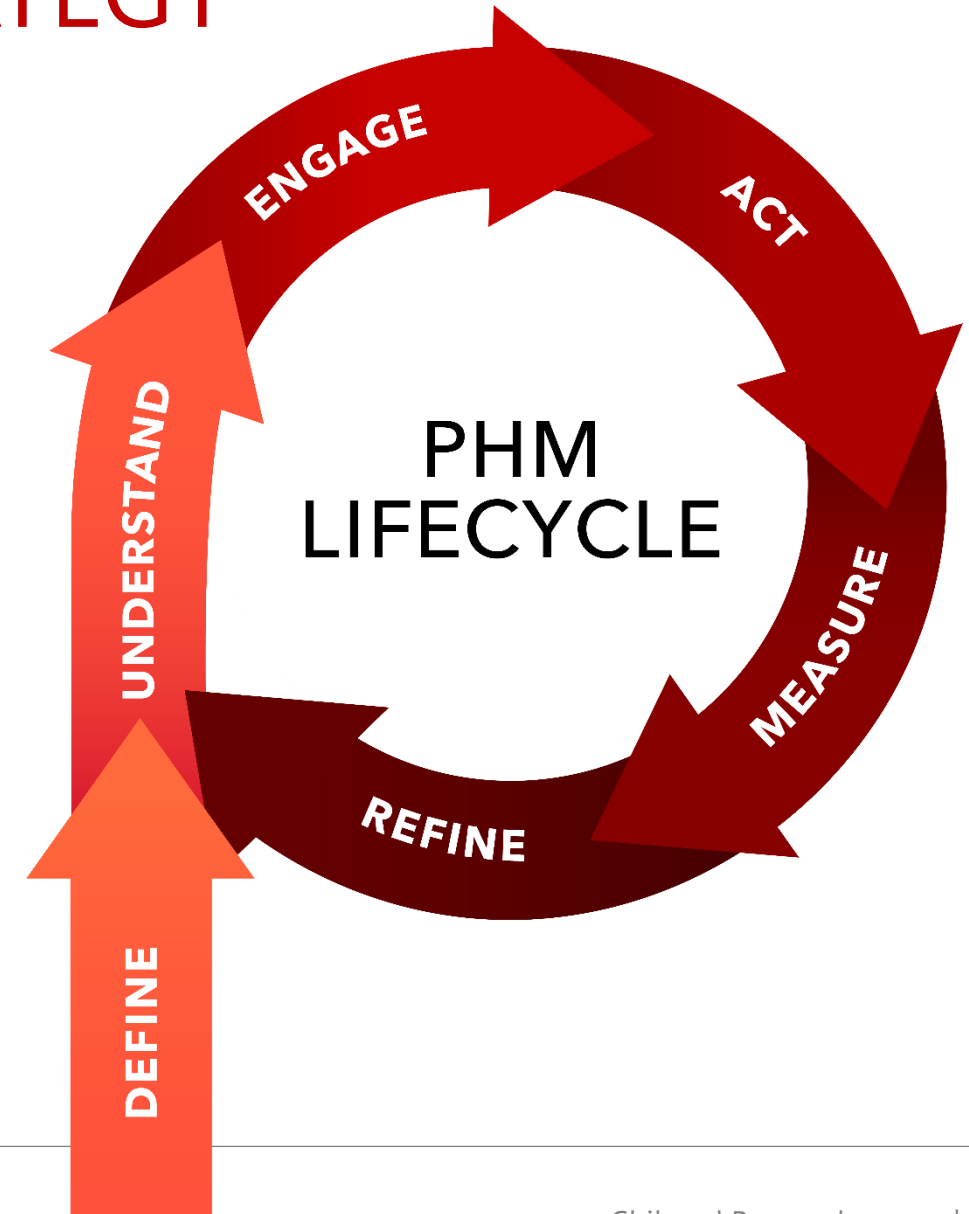 ENGAGE
ACT
PHM
LIFECYCLE
UNDERSTAND
MEASURE
REFINE
DEFINE